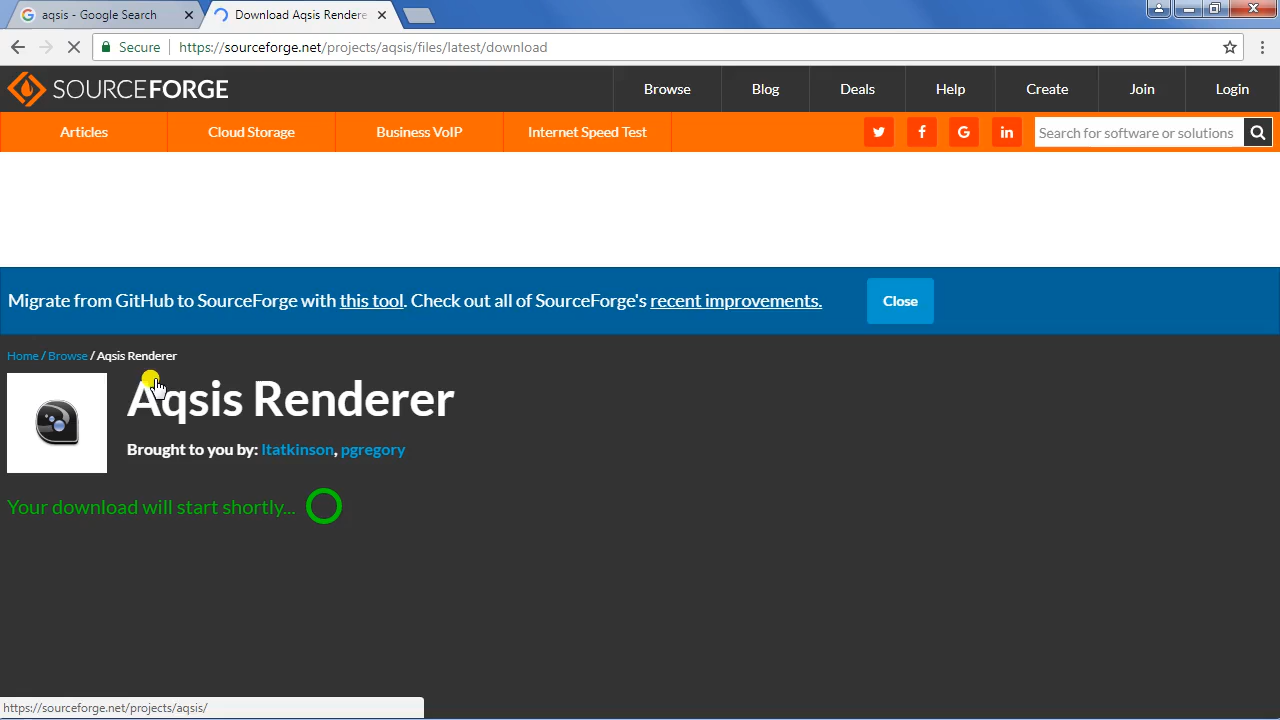 aqsis - Google Search
Download Aqsis Rendere
Secure
https://sourceforge.net/projects/aqsis/files/latest/download
SOURCEFORGE
Browse
Blog
Deals
Help
Create
Join
Login
Articles
Cloud Storage
Business VoIP
Internet Speed Test
Search for software or solutions
Migrate from GitHub to SourceForge with this tool. Check out all of SourceForge's recent improvements.
Close
Home / Browse / Aqsis Renderer
Aqsis Renderer
Brought to you by: ltatkinson, pgregory
Your download will start shortly...
https://sourceforge.net/projects/aqsis/